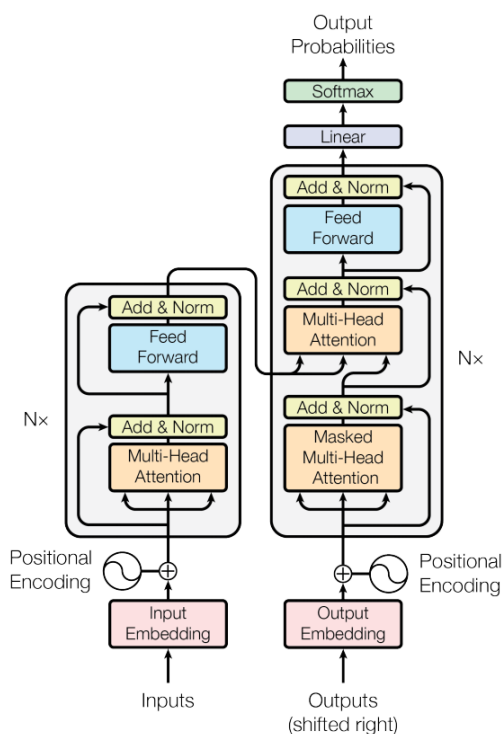 Output
Probabilities
Softmax
Linear
Add & Norm
Feed
Forward
Add & Norm
Multi-Head
Attention
Nx
Add & Norm
Masked
Multi-Head
Attention
Add & Norm
Feed
Forward
Nx
Add & Norm
Multi-Head
Attention
Positional
Encoding
Positional
Encoding
Input
Embedding
Output
Embedding
Inputs
Outputs
(shifted right)